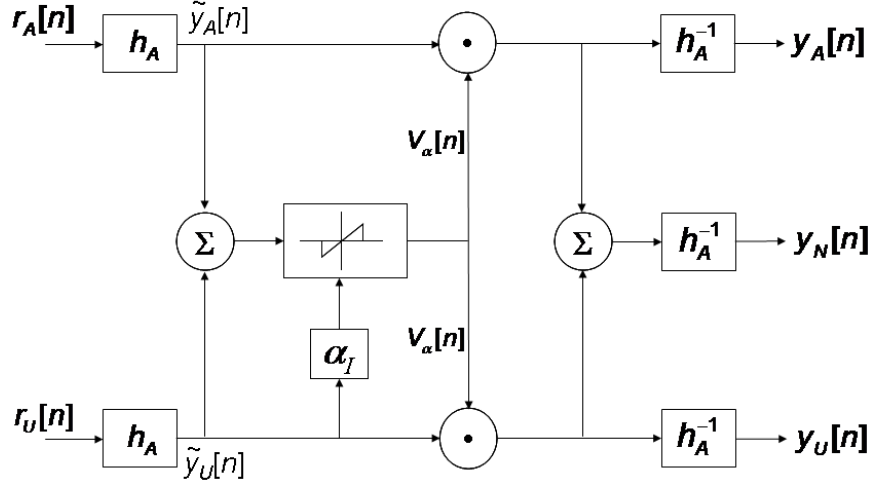 r_A[n] h_A ỹ_A[n] • h_A^{-1} y_A[n]
V_α[n]
Σ Σ h_A^{-1} y_N[n]
α_I V_α[n]
r_U[n] h_A ỹ_U[n] • h_A^{-1} y_U[n]